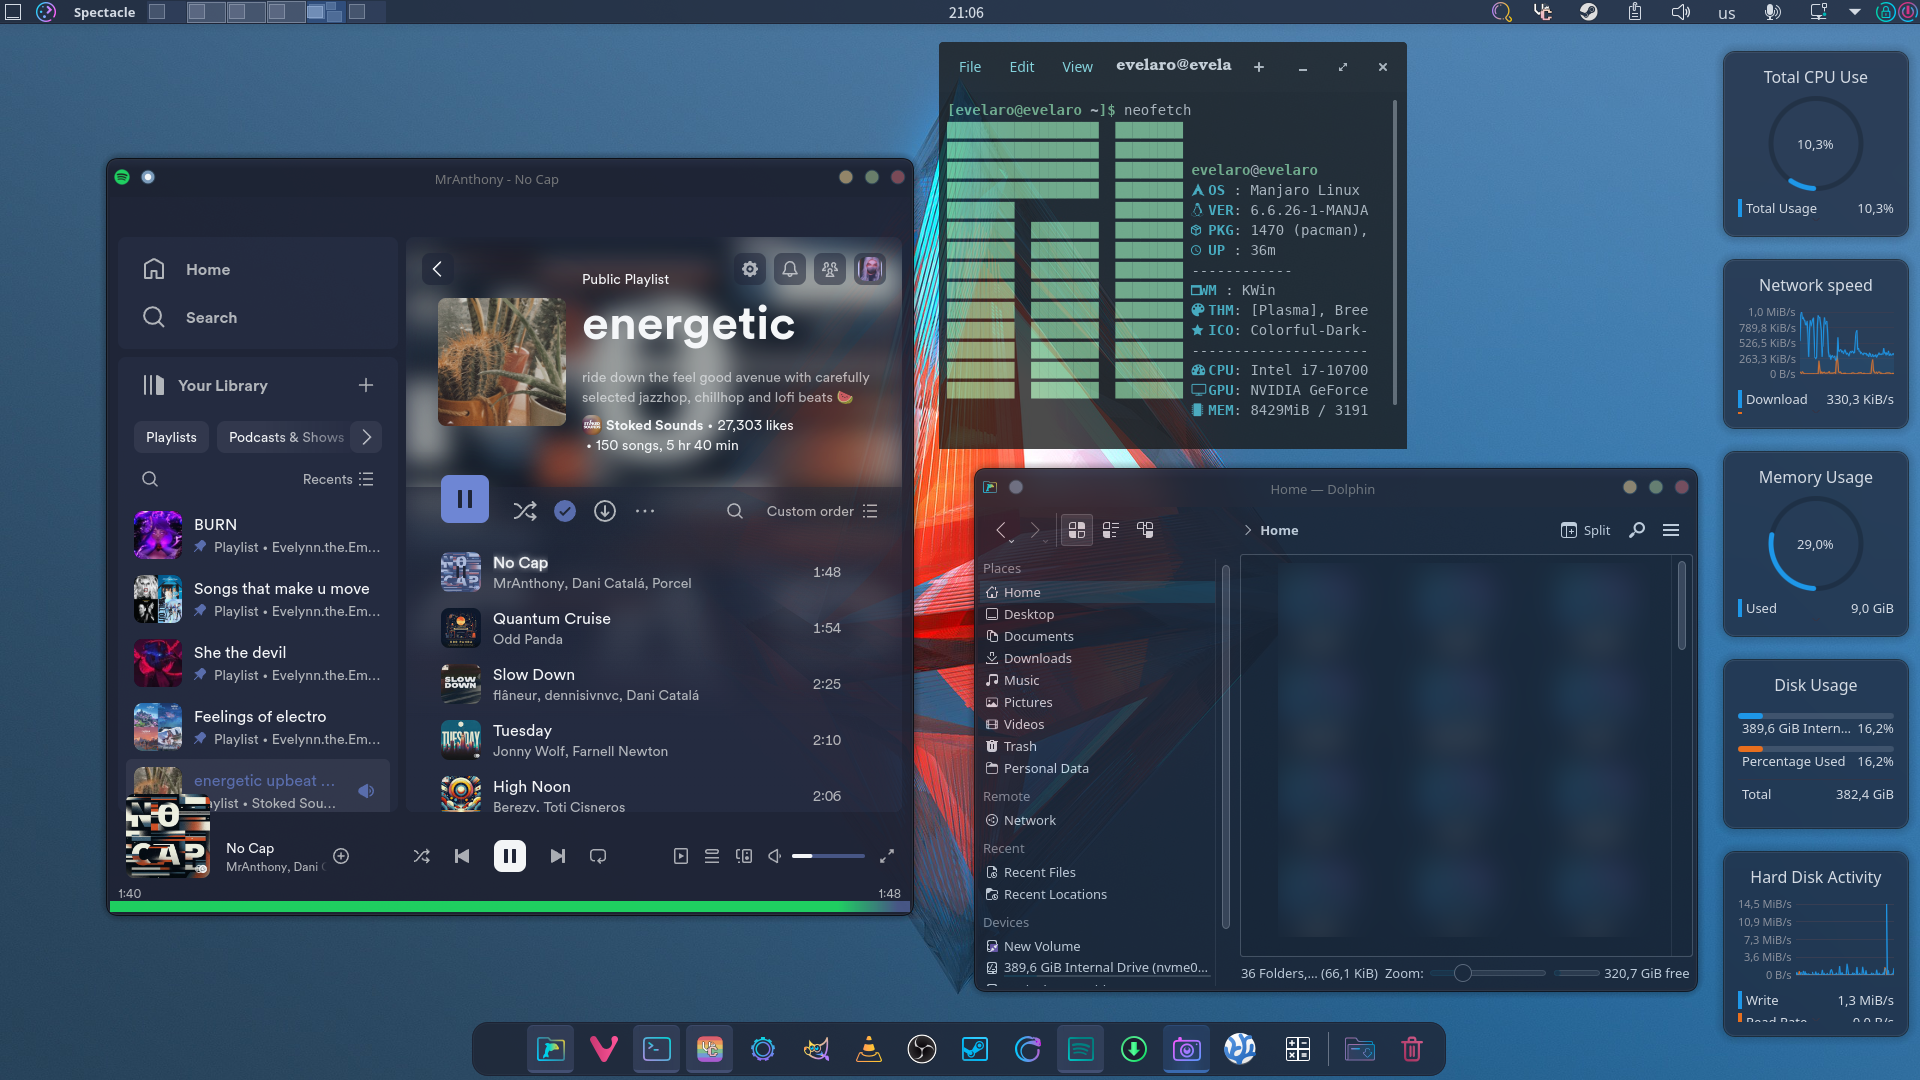 Spectacle
21:06
us
MrAnthony - No Cap
Home
Search
Your Library
Playlists
Podcasts & Shows
Recents
BURN
Playlist • Evelynn.the.Em...
Songs that make u move
Playlist • Evelynn.the.Em...
She the devil
Playlist • Evelynn.the.Em...
Feelings of electro
Playlist • Evelynn.the.Em...
energetic upbeat ...
ylist • Stoked Sou...
Public Playlist
energetic
ride down the feel good avenue with carefully
selected jazzhop, chillhop and lofi beats 🍉
Stoked Sounds • 27,303 likes
• 150 songs, 5 hr 40 min
Custom order
No Cap
MrAnthony, Dani Catalá, Porcel
1:48
Quantum Cruise
Odd Panda
1:54
SLOW
DOWN
Slow Down
flâneur, dennisivnvc, Dani Catalá
2:25
TUESDAY
Tuesday
Jonny Wolf, Farnell Newton
2:10
High Noon
Berezy, Toti Cisneros
2:06
NO
CAP
No Cap
MrAnthony, Dani
1:40
1:48
File Edit View evelaro@evela
[evelaro@evelaro ~]$ neofetch
evelaro@evelaro
OS : Manjaro Linux
VER: 6.6.26-1-MANJA
PKG: 1470 (pacman),
UP : 36m
------------
WM : KWin
THM: [Plasma], Bree
ICO: Colorful-Dark-
---------------------
CPU: Intel i7-10700
GPU: NVIDIA GeForce
MEM: 8429MiB / 3191
Home — Dolphin
Home
Split
Places
Home
Desktop
Documents
Downloads
Music
Pictures
Videos
Trash
Personal Data
Remote
Network
Recent
Recent Files
Recent Locations
Devices
New Volume
389,6 GiB Internal Drive (nvme0...
36 Folders,... (66,1 KiB) Zoom: 320,7 GiB free
Total CPU Use
10,3%
Total Usage 10,3%
Network speed
1,0 MiB/s
789,8 KiB/s
526,5 KiB/s
263,3 KiB/s
0 B/s
Download 330,3 KiB/s
Memory Usage
29,0%
Used 9,0 GiB
Disk Usage
389,6 GiB Intern... 16,2%
Percentage Used 16,2%
Total 382,4 GiB
Hard Disk Activity
14,5 MiB/s
10,9 MiB/s
7,3 MiB/s
3,6 MiB/s
0 B/s
Write 1,3 MiB/s
Read Rate 0,0 B/s